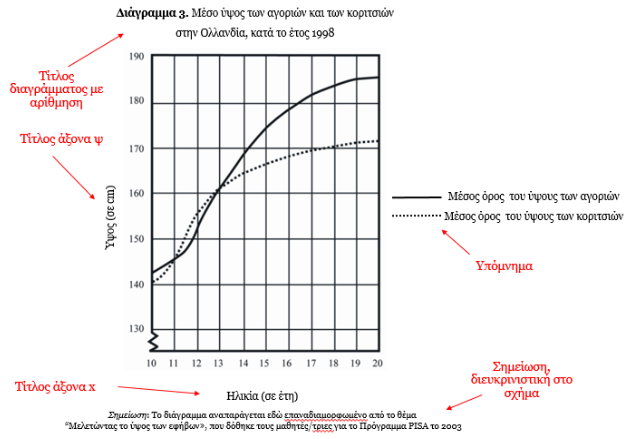 Διάγραμμα 3. Μέσο ύψος των αγοριών και των κοριτσιών
στην Ολλανδία, κατά το έτος 1998
Τίτλος
διαγράμματος με
αρίθμηση
Τίτλος άξονα ψ
Ύψος (σε cm)
190
180
170
160
150
140
130
10 11 12 13 14 15 16 17 18 19 20
Μέσος όρος του ύψους των αγοριών
Μέσος όρος του ύψους των κοριτσιών
Υπόμνημα
Τίτλος άξονα x
Ηλικία (σε έτη)
Σημείωση,
διευκρινιστική στο
σχήμα
Σημείωση: Το διάγραμμα αναπαράγεται εδώ επαναδιαμορφωμένο από το θέμα
“Μελετώντας το ύψος των εφήβων», που δόθηκε τους μαθητές/τριες για το Πρόγραμμα PISA το 2003